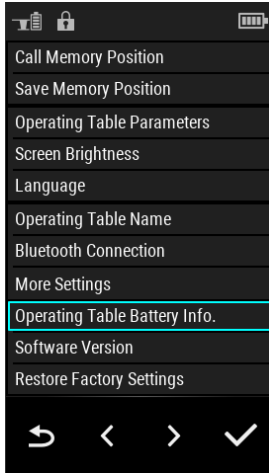 Call Memory Position
Save Memory Position
Operating Table Parameters
Screen Brightness
Language
Operating Table Name
Bluetooth Connection
More Settings
Operating Table Battery Info.
Software Version
Restore Factory Settings